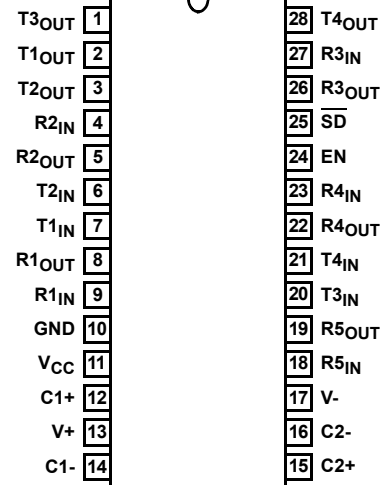 T3OUT 1 28 T4OUT
T1OUT 2 27 R3IN
T2OUT 3 26 R3OUT
R2IN 4 25 S̅D̅
R2OUT 5 24 EN
T2IN 6 23 R4IN
T1IN 7 22 R4OUT
R1OUT 8 21 T4IN
R1IN 9 20 T3IN
GND 10 19 R5OUT
VCC 11 18 R5IN
C1+ 12 17 V-
V+ 13 16 C2-
C1- 14 15 C2+